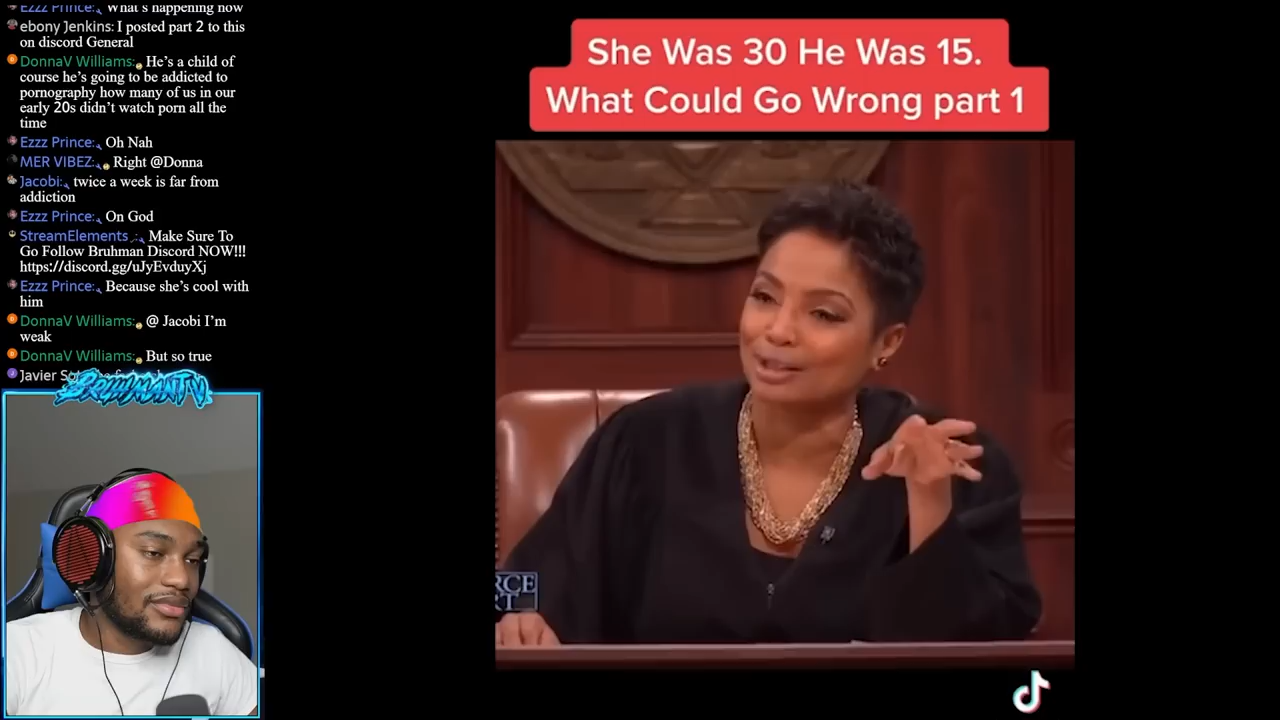 Ezzz Prince: What's happening now
ebony Jenkins: I posted part 2 to this
on discord General
DonnaV Williams: He's a child of
course he's going to be addicted to
pornography how many of us in our
early 20s didn't watch porn all the
time
Ezzz Prince: Oh Nah
MER VIBEZ: Right @Donna
Jacobi: twice a week is far from
addiction
Ezzz Prince: On God
StreamElements : Make Sure To
Go Follow Bruhman Discord NOW!!!
https://discord.gg/uJyEvduyXj
Ezzz Prince: Because she's cool with
him
DonnaV Williams: @ Jacobi I'm
weak
DonnaV Williams: But so true
Javier
BRUHMANTV
She Was 30 He Was 15.
What Could Go Wrong part 1
RCE
RT